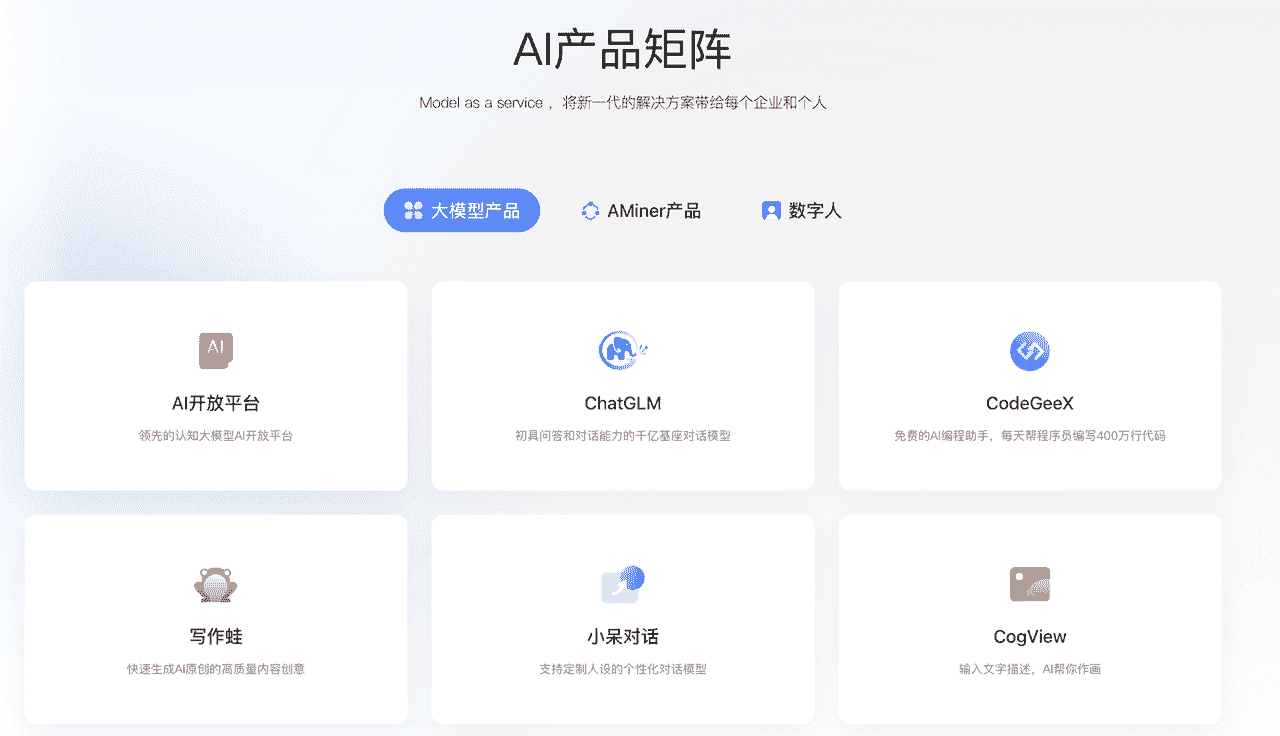 AI产品矩阵
Model as a service ，将新一代的解决方案带给每个企业和个人
大模型产品 AMiner产品 数字人
AI
AI开放平台 ChatGLM CodeGeeX
领先的认知大模型AI开放平台 初具问答和对话能力的千亿基座对话模型 免费的AI编程助手，每天帮程序员编写400万行代码
写作蛙 小呆对话 CogView
快速生成AI原创的高质量内容创意 支持定制人设的个性化对话模型 输入文字描述，AI帮你作画